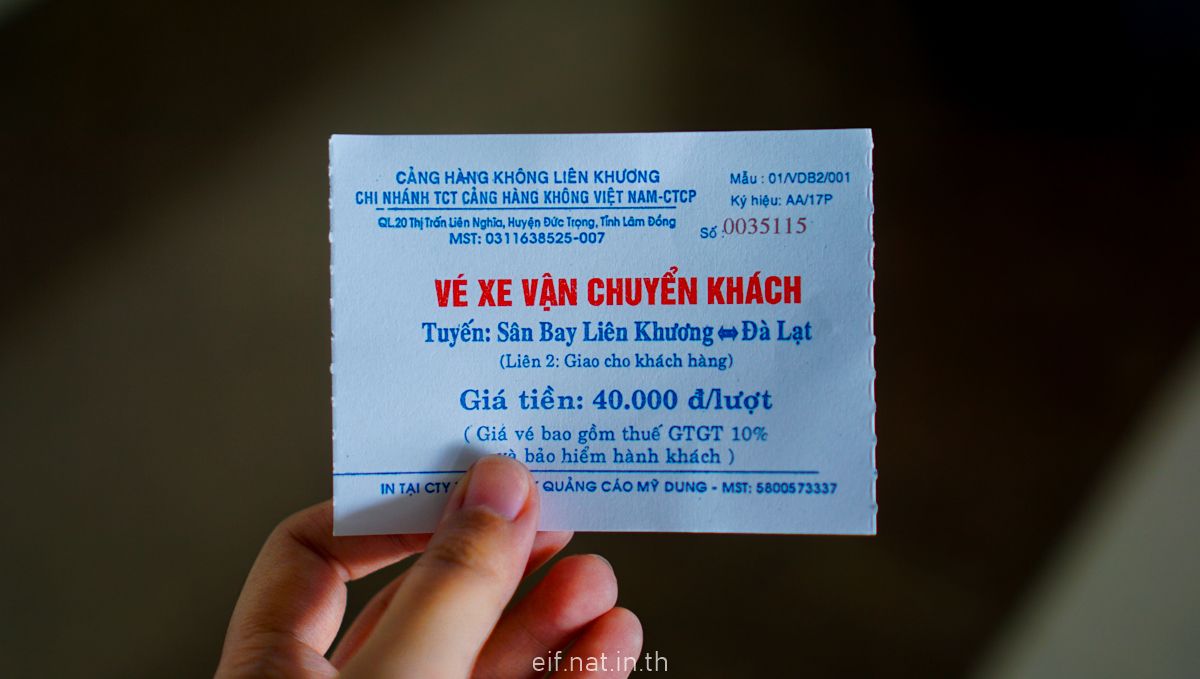 CẢNG HÀNG KHÔNG LIÊN KHƯƠNG
CHI NHÁNH TCT CẢNG HÀNG KHÔNG VIỆT NAM-CTCP
QL.20 Thị Trấn Liên Nghĩa, Huyện Đức Trọng, Tỉnh Lâm Đồng
MST: 0311638525-007
Mẫu : 01/VDB2/001
Ký hiệu: AA/17P
Số : 0035115
VÉ XE VẬN CHUYỂN KHÁCH
Tuyến: Sân Bay Liên Khương ⇔ Đà Lạt
(Liên 2: Giao cho khách hàng)
Giá tiền: 40.000 đ/lượt
( Giá vé bao gồm thuế GTGT 10%
và bảo hiểm hành khách )
IN TẠI CTY QUẢNG CÁO MỸ DUNG - MST: 5800573337
eif.nat.in.th